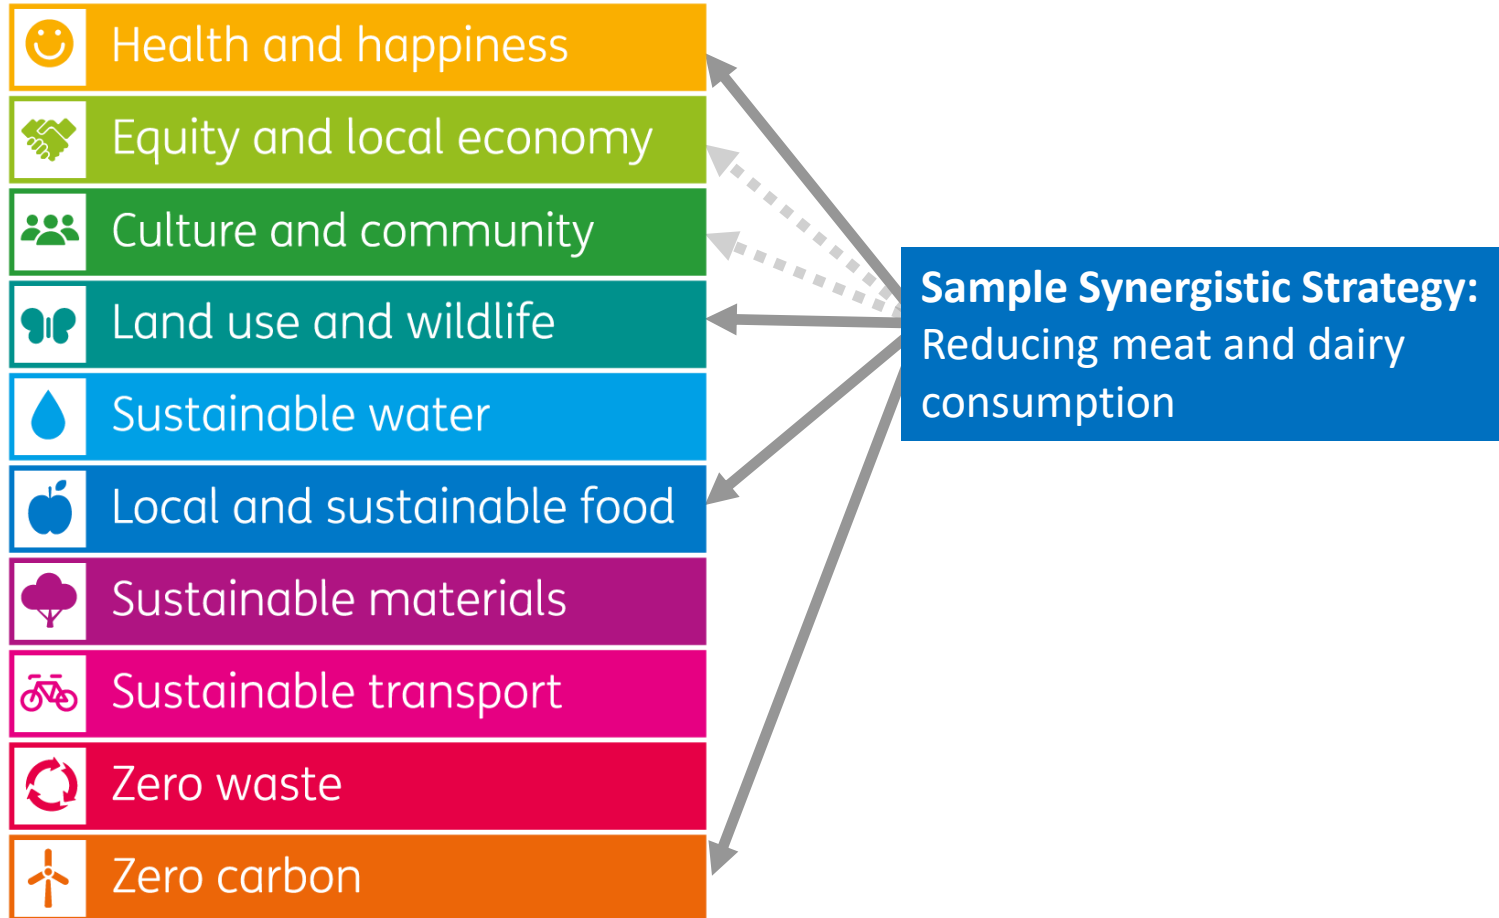 Health and happiness
Equity and local economy
Culture and community
Land use and wildlife
Sustainable water
Local and sustainable food
Sustainable materials
Sustainable transport
Zero waste
Zero carbon
Sample Synergistic Strategy:
Reducing meat and dairy
consumption